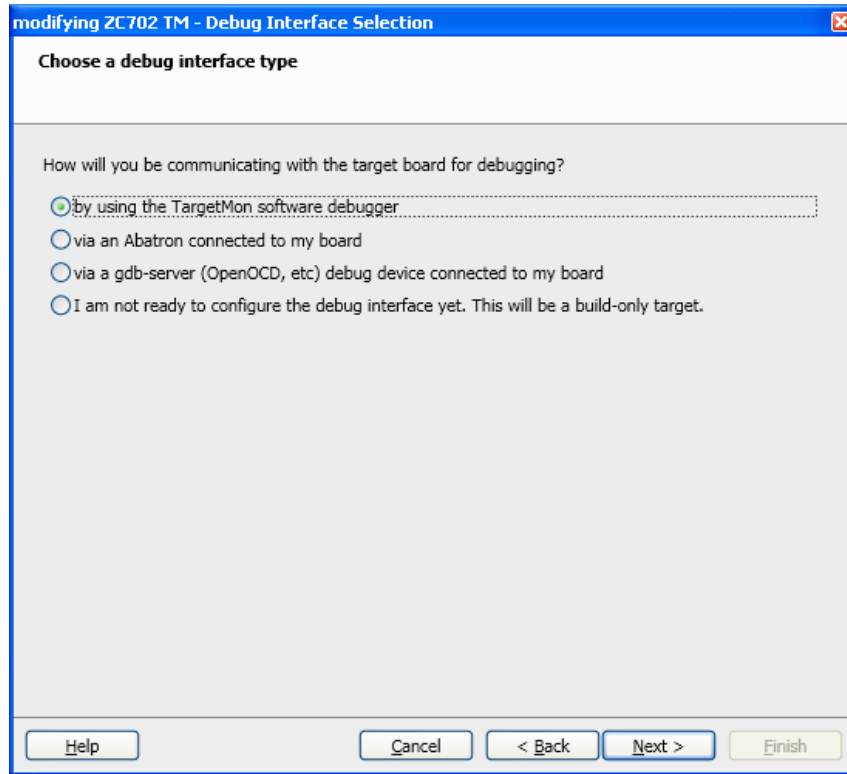 modifying ZC702 TM - Debug Interface Selection
Choose a debug interface type
How will you be communicating with the target board for debugging?
by using the TargetMon software debugger
via an Abatron connected to my board
via a gdb-server (OpenOCD, etc) debug device connected to my board
I am not ready to configure the debug interface yet. This will be a build-only target.
Help Cancel < Back Next > Finish